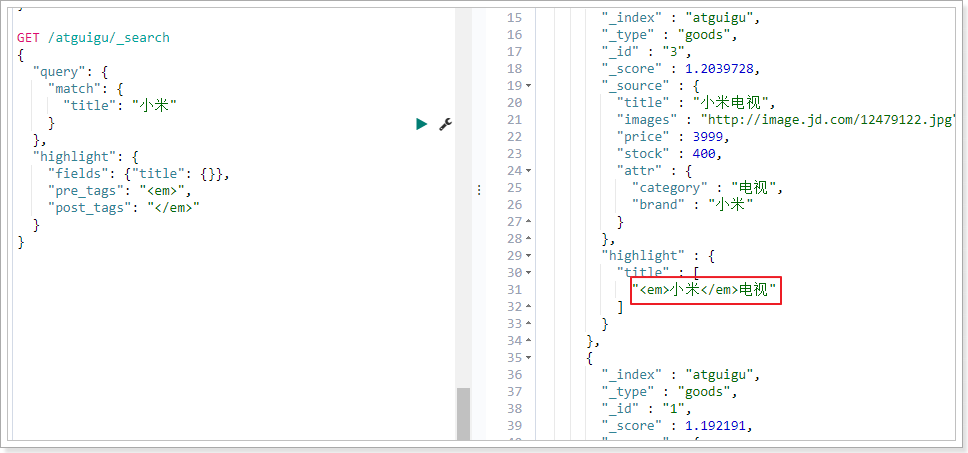 }
GET /atguigu/_search
{
  "query": {
    "match": {
      "title": "小米"
    }
  },
  "highlight": {
    "fields": {"title": {}},
    "pre_tags": "<em>",
    "post_tags": "</em>"
  }
}
15 "_index" : "atguigu",
16 "_type" : "goods",
17 "_id" : "3",
18 "_score" : 1.2039728,
19 "_source" : {
20 "title" : "小米电视",
21 "images" : "http://image.jd.com/12479122.jpg"
22 "price" : 3999,
23 "stock" : 400,
24 "attr" : {
25 "category" : "电视",
26 "brand" : "小米"
27 }
28 },
29 "highlight" : {
30 "title" : [
31 "<em>小米</em>电视"
32 ]
33 }
34 },
35 {
36 "_index" : "atguigu",
37 "_type" : "goods",
38 "_id" : "1",
39 "_score" : 1.192191,